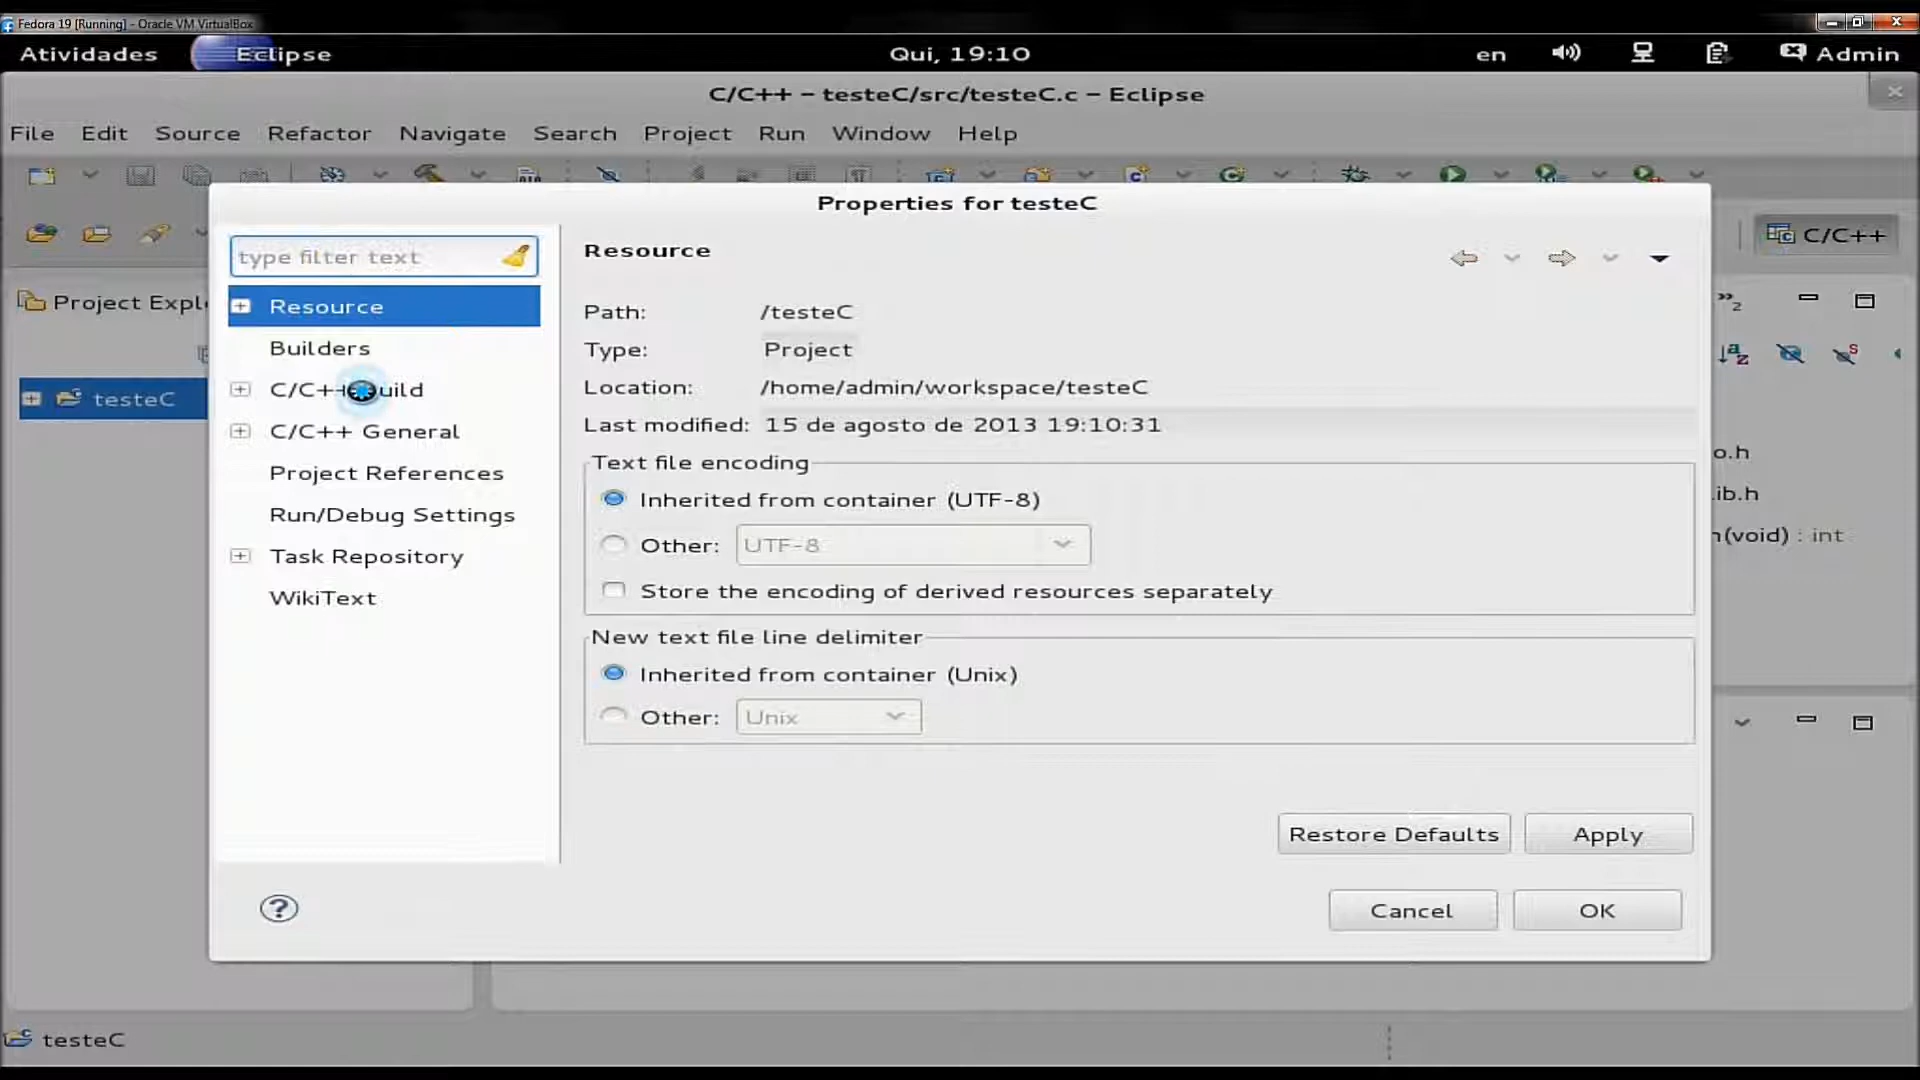 Fedora 19 [Running] - Oracle VM VirtualBox
Atividades Eclipse Qui, 19:10 en Admin
C/C++ - testeC/src/testeC.c - Eclipse
File Edit Source Refactor Navigate Search Project Run Window Help
Properties for testeC
type filter text
Resource
C/C++
Project
Resource
Builders
C/C++
C/C++ General
Project References
Run/Debug Settings
Task Repository
WikiText
testeC
Path: /testeC
Type: Project
Location: /home/admin/workspace/testeC
Last modified: 15 de agosto de 2013 19:10:31
Text file encoding
Inherited from container (UTF-8)
Other: UTF-8
Store the encoding of derived resources separately
New text file line delimiter
Inherited from container (Unix)
Other: Unix
(void) : int
Restore Defaults Apply
Cancel OK
testeC